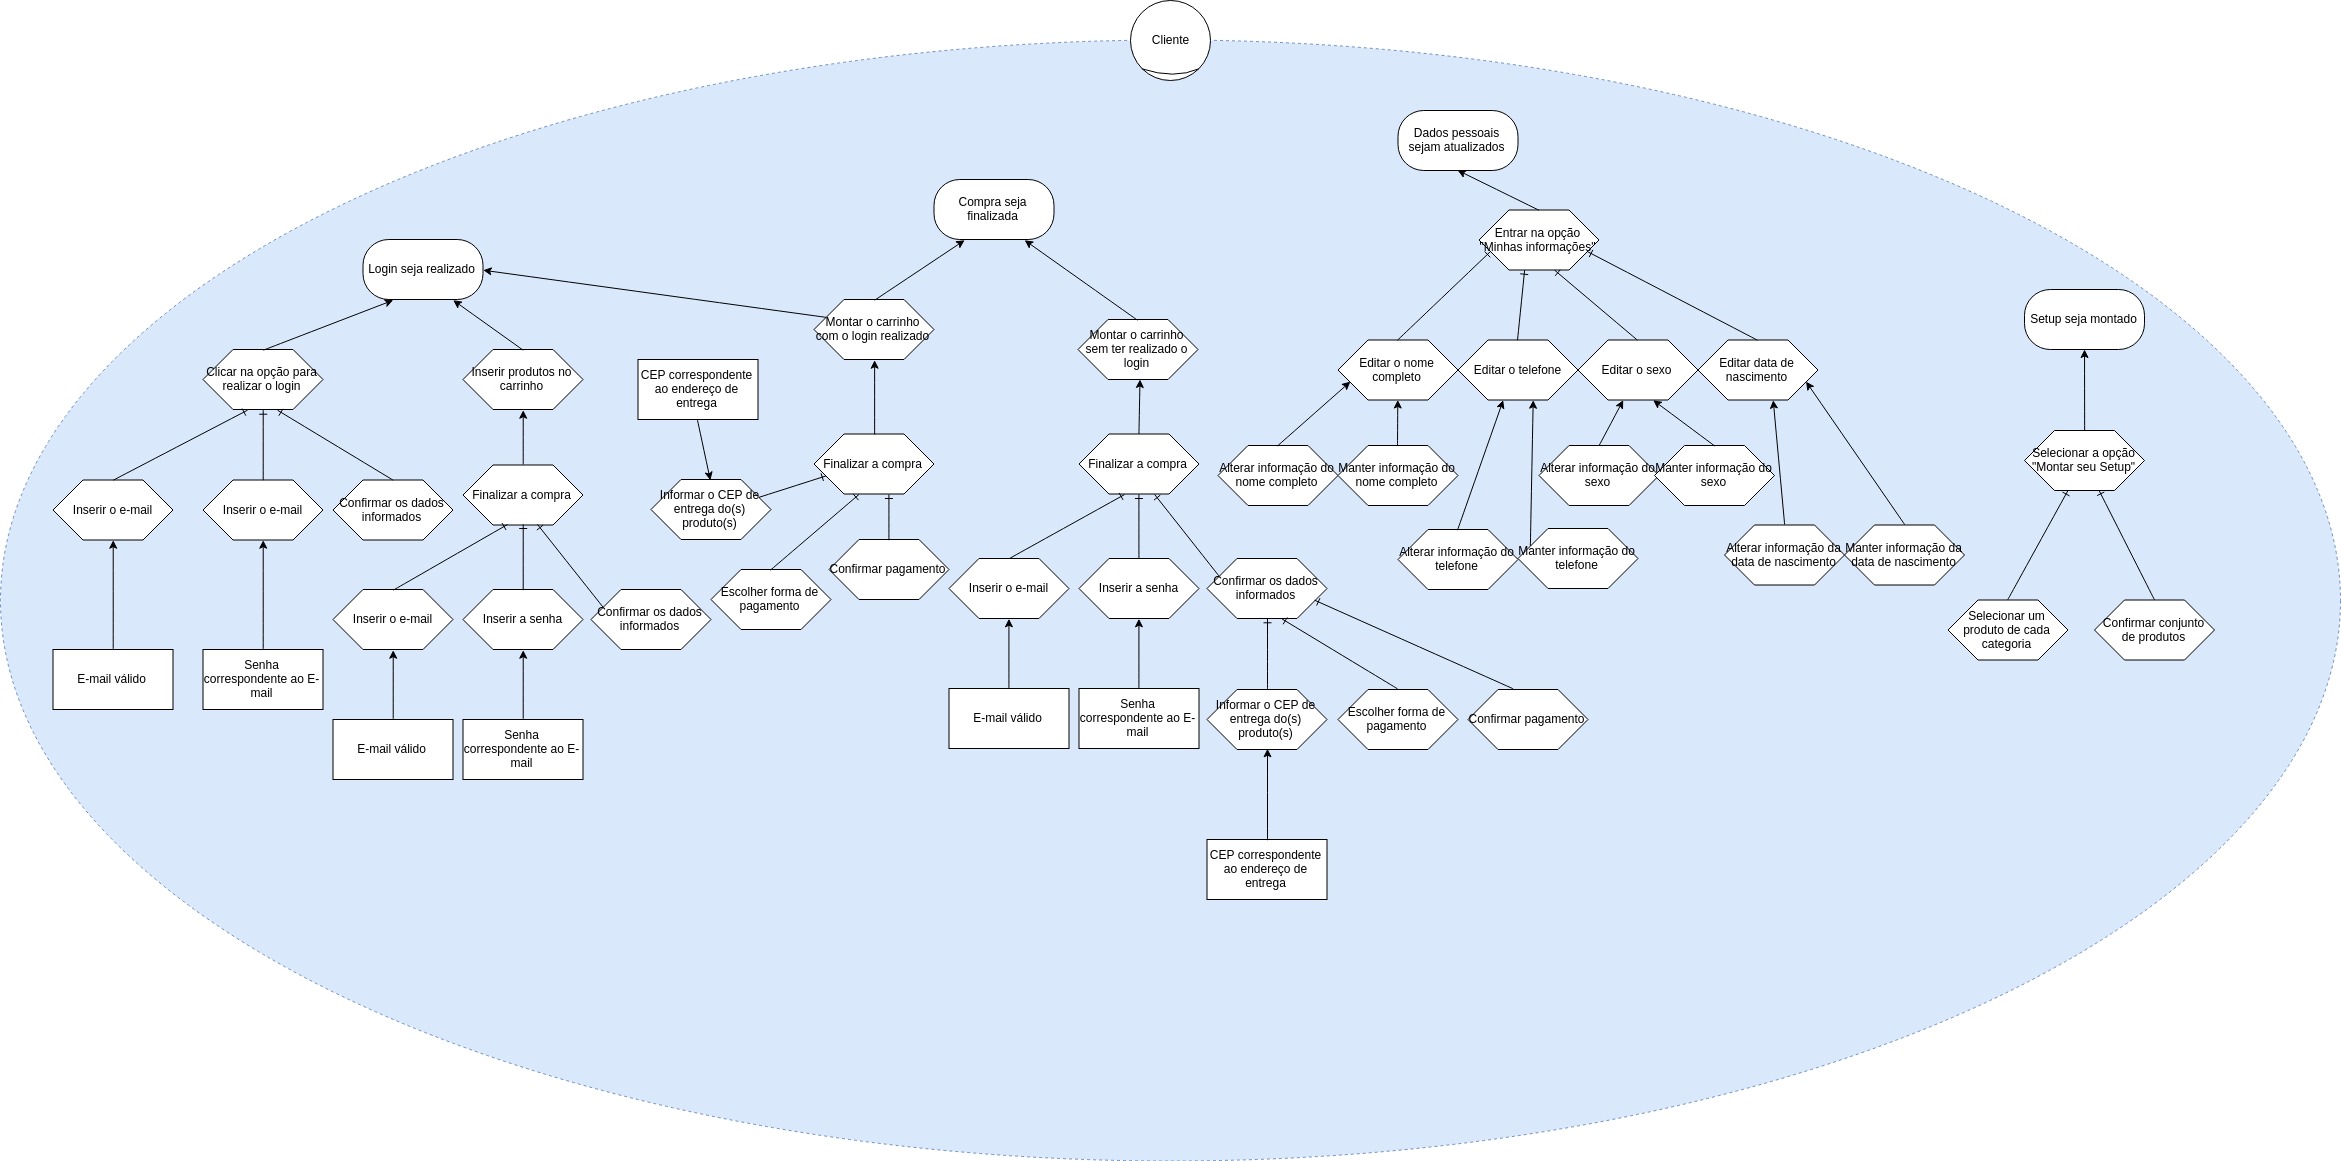 Cliente
Dados pessoais
sejam atualizados
Compra seja
finalizada
Entrar na opção
"Minhas informações"
Login seja realizado
Setup seja montado
Montar o carrinho
com o login realizado
Montar o carrinho
sem ter realizado o
login
Clicar na opção para
realizar o login
Inserir produtos no
carrinho
CEP correspondente
ao endereço de
entrega
Editar o nome
completo
Editar o telefone
Editar o sexo
Editar data de
nascimento
Finalizar a compra
Finalizar a compra
Alterar informação do
nome completo
Manter informação do
nome completo
Alterar informação do
sexo
Manter informação do
sexo
Selecionar a opção
"Montar seu Setup"
Inserir o e-mail
Inserir o e-mail
Confirmar os dados
informados
Finalizar a compra
Informar o CEP de
entrega do(s)
produto(s)
Alterar informação do
telefone
Manter informação do
telefone
Alterar informação da
data de nascimento
Manter informação da
data de nascimento
Confirmar pagamento
Escolher forma de
pagamento
Inserir o e-mail
Inserir a senha
Confirmar os dados
informados
Inserir o e-mail
Inserir a senha
Confirmar os dados
informados
Selecionar um
produto de cada
categoria
Confirmar conjunto
de produtos
E-mail válido
Senha
correspondente ao E-
mail
E-mail válido
Senha
correspondente ao E-
mail
E-mail válido
Senha
correspondente ao E-
mail
Informar o CEP de
entrega do(s)
produto(s)
Escolher forma de
pagamento
Confirmar pagamento
CEP correspondente
ao endereço de
entrega